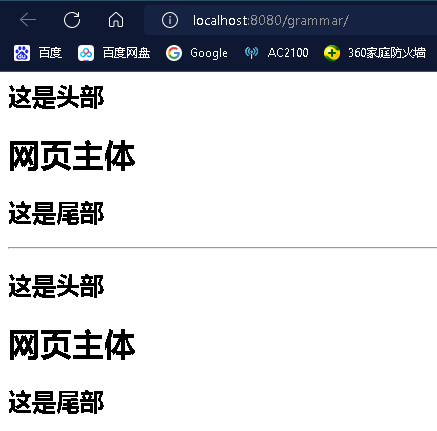 localhost:8080/grammar/
百度 百度网盘 Google AC2100 360家庭防火墙
这是头部
网页主体
这是尾部
这是头部
网页主体
这是尾部